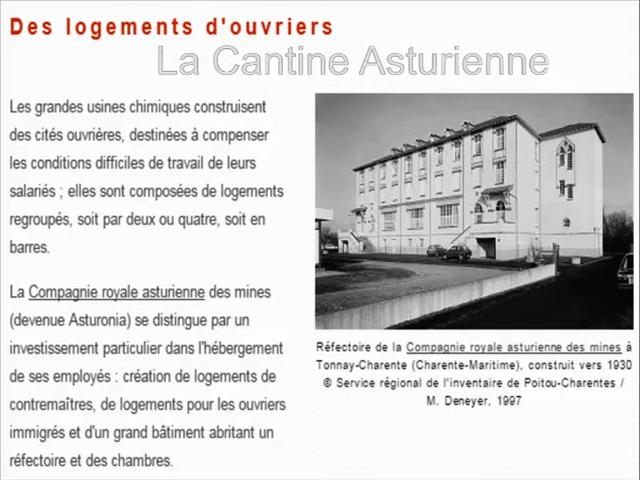 Des logements d'ouvriers
La Cantine Asturienne
Les grandes usines chimiques construisent
des cités ouvrières, destinées à compenser
les conditions difficiles de travail de leurs
salariés ; elles sont composées de logements
regroupés, soit par deux ou quatre, soit en
barres.
La Compagnie royale asturienne des mines
(devenue Asturonia) se distingue par un
investissement particulier dans l'hébergement
de ses employés : création de logements de
contremaîtres, de logements pour les ouvriers
immigrés et d'un grand bâtiment abritant un
réfectoire et des chambres.
Réfectoire de la Compagnie royale asturienne des mines à
Tonnay-Charente (Charente-Maritime), construit vers 1930
© Service régional de l'inventaire de Poitou-Charentes /
M. Deneyer, 1997